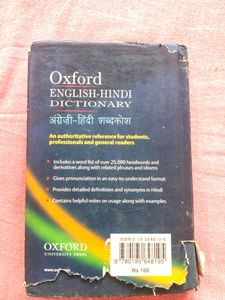 Oxford
ENGLISH-HINDI
DICTIONARY
अंग्रेज़ी-हिंदी शब्दकोश
An authoritative reference for students,
professionals and general readers
• Includes a word list of over 25,000 headwords and
derivatives along with related phrases and idioms
• Gives pronunciation in an easy-to-understand format
• Provides detailed definitions and synonyms in Hindi
• Contains helpful notes on usage along with examples
OXFORD
UNIVERSITY PRESS
9 780195 648195
Rs 166